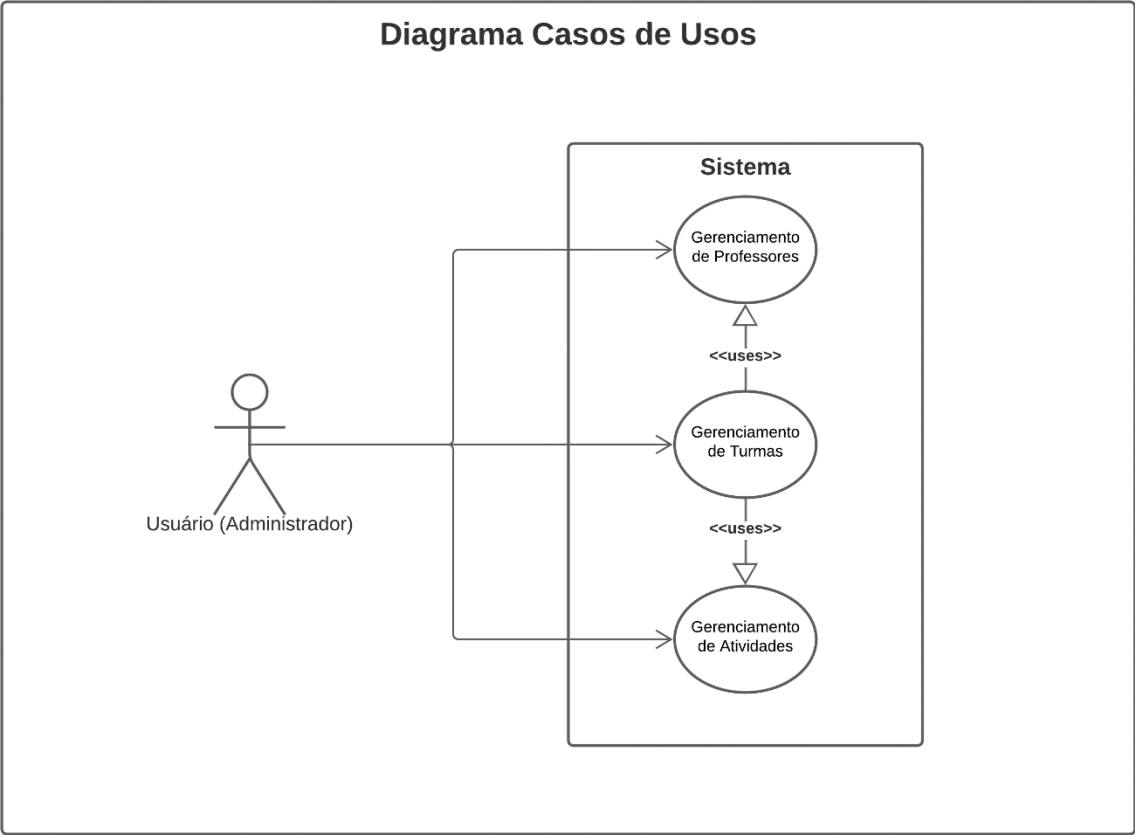 Diagrama Casos de Usos
Sistema
Gerenciamento
de Professores
<<uses>>
Gerenciamento
de Turmas
Usuário (Administrador)
<<uses>>
Gerenciamento
de Atividades